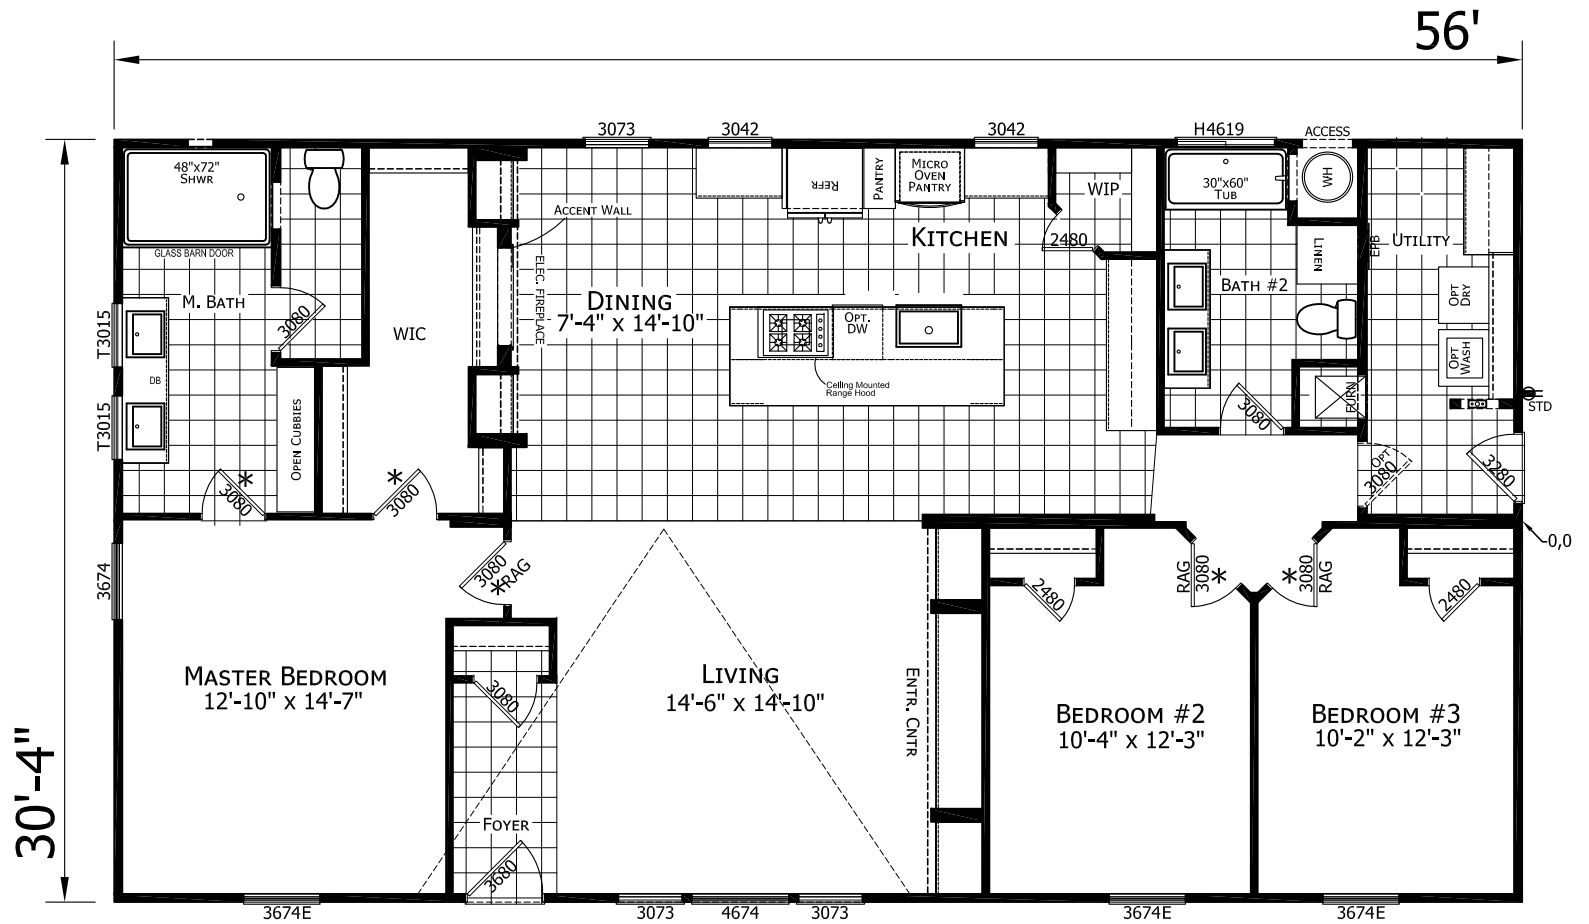 56'
30'-4"
3073
3042
3042
H4619
ACCESS
48"x72"
SHWR
GLASS BARN DOOR
M. BATH
3080
T3015
T3015
DB
OPEN CUBBIES
*
3080
WIC
*
3080
ACCENT WALL
ELEC. FIREPLACE
DINING
7'-4" x 14'-10"
REFR
PANTRY
MICRO
OVEN
PANTRY
KITCHEN
WIP
2480
OPT.
DW
Ceiling Mounted
Range Hood
30"x60"
TUB
WH
LINEN
BATH #2
3080
FURN
EPB
UTILITY
OPT
DRY
OPT
WASH
STD
OPT
3080
3280
-0,0
3674
MASTER BEDROOM
12'-10" x 14'-7"
3080
*RAG
3080
FOYER
3680
LIVING
14'-6" x 14'-10"
ENTR. CNTR
2480
RAG
3080
*
BEDROOM #2
10'-4" x 12'-3"
*
3080
RAG
2480
BEDROOM #3
10'-2" x 12'-3"
3674E
3073
4674
3073
3674E
3674E